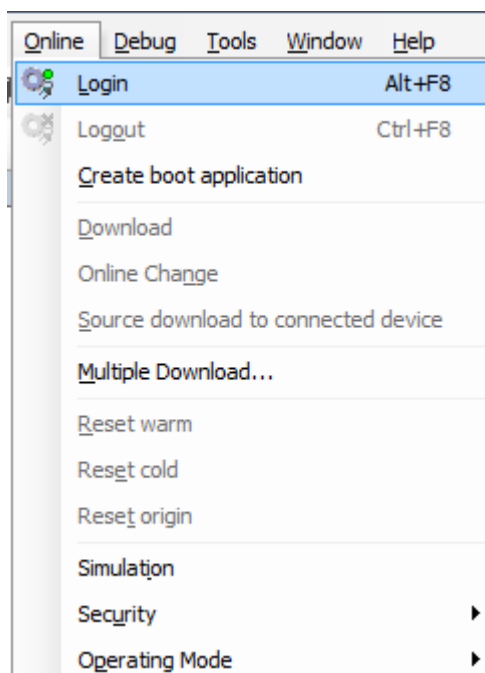 Online Debug Tools Window Help
Login Alt+F8
Logout Ctrl+F8
Create boot application
Download
Online Change
Source download to connected device
Multiple Download...
Reset warm
Reset cold
Reset origin
Simulation
Security
Operating Mode